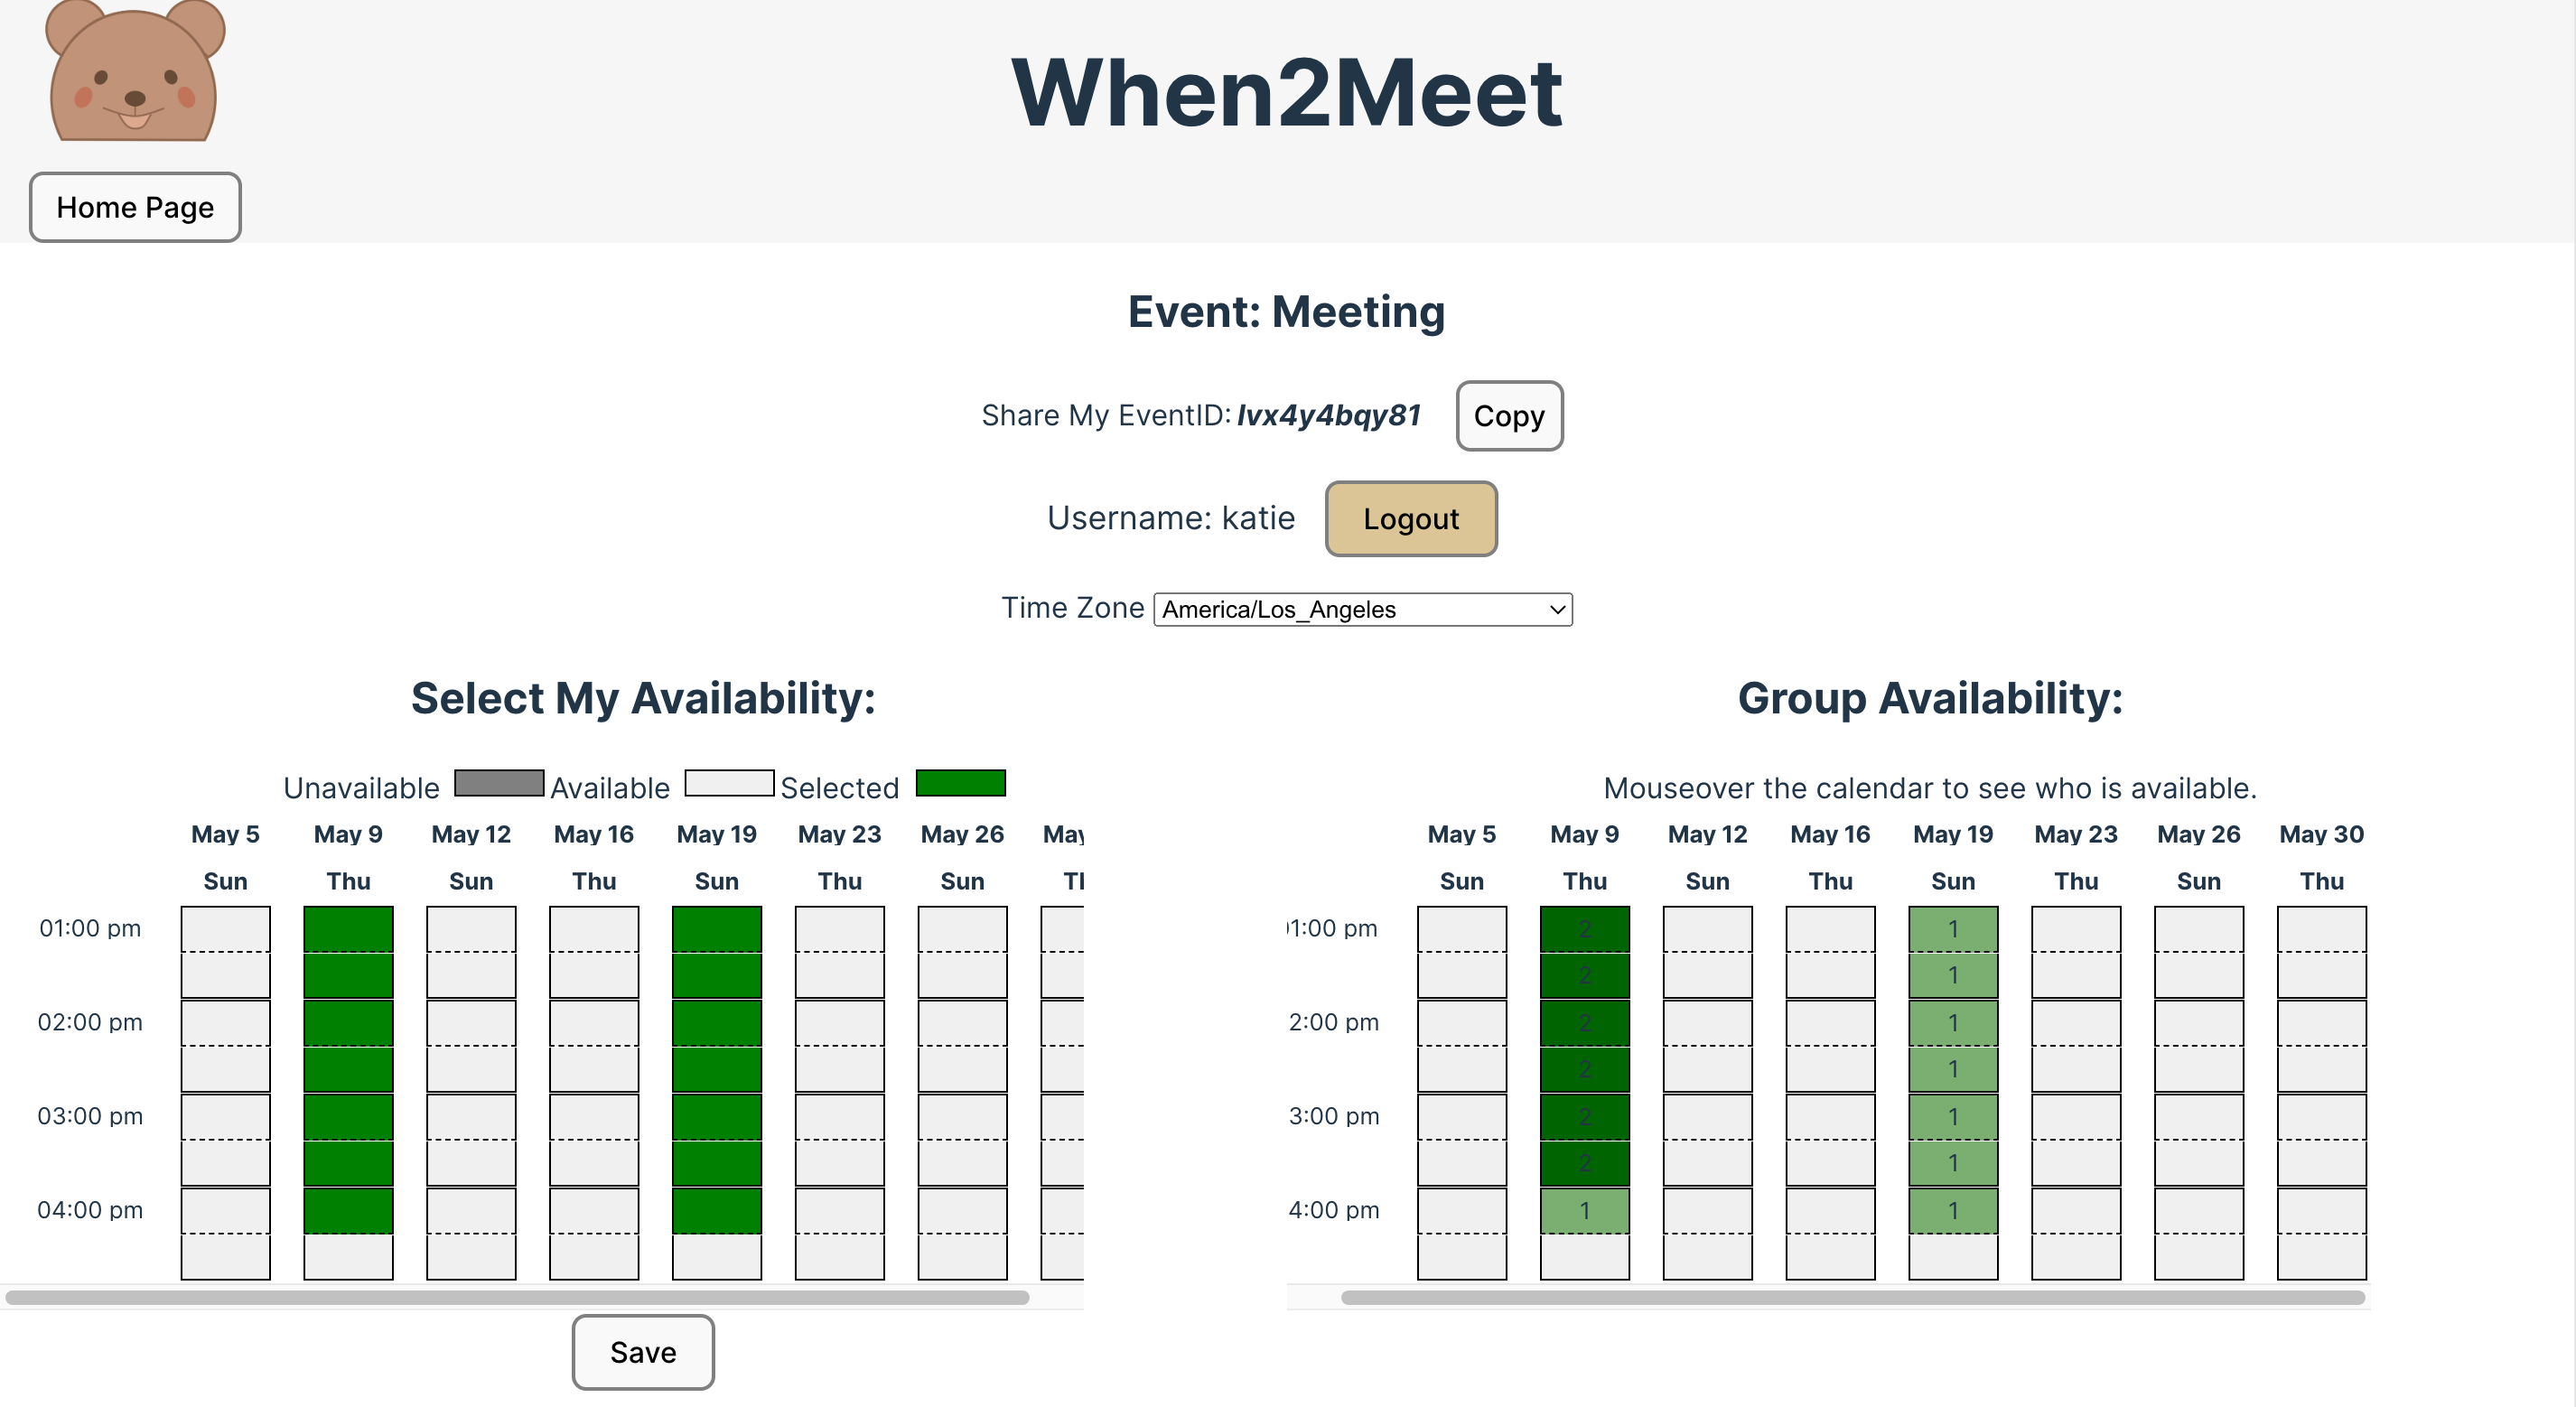 When2Meet
Home Page
Event: Meeting
Share My EventID: lvx4y4bqy81 Copy
Username: katie Logout
Time Zone America/Los_Angeles
Select My Availability:
Unavailable Available Selected
May 5 May 9 May 12 May 16 May 19 May 23 May 26 May
Sun Thu Sun Thu Sun Thu Sun
01:00 pm
02:00 pm
03:00 pm
04:00 pm
Save
Group Availability:
Mouseover the calendar to see who is available.
May 5 May 9 May 12 May 16 May 19 May 23 May 26 May 30
Sun Thu Sun Thu Sun Thu Sun Thu
1:00 pm 2 1
2 1
2:00 pm 2 1
2 1
3:00 pm 2 1
2 1
4:00 pm 1 1